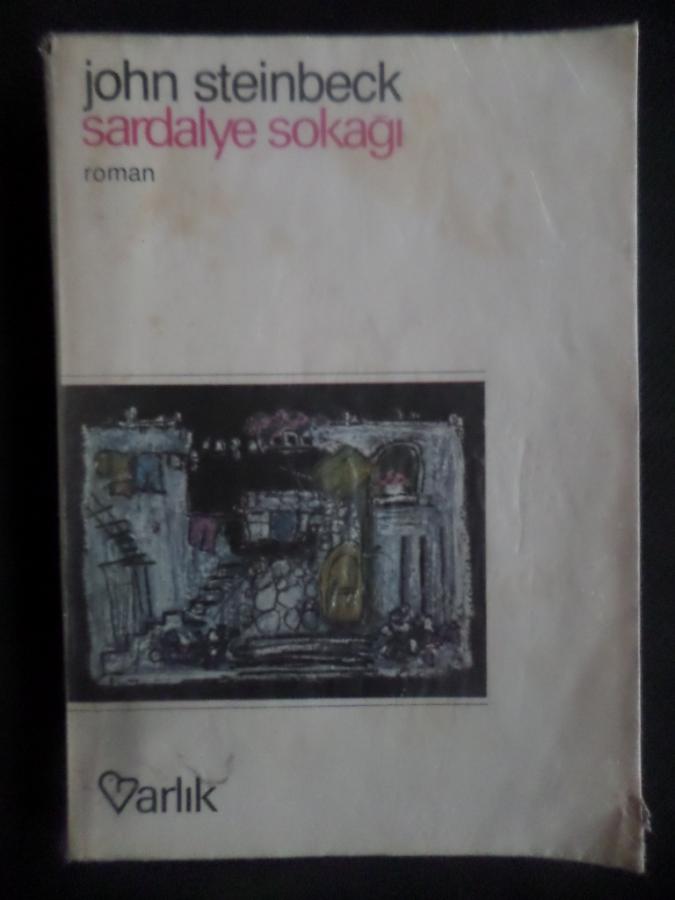 john steinbeck
sardalye sokağı
roman
varlık